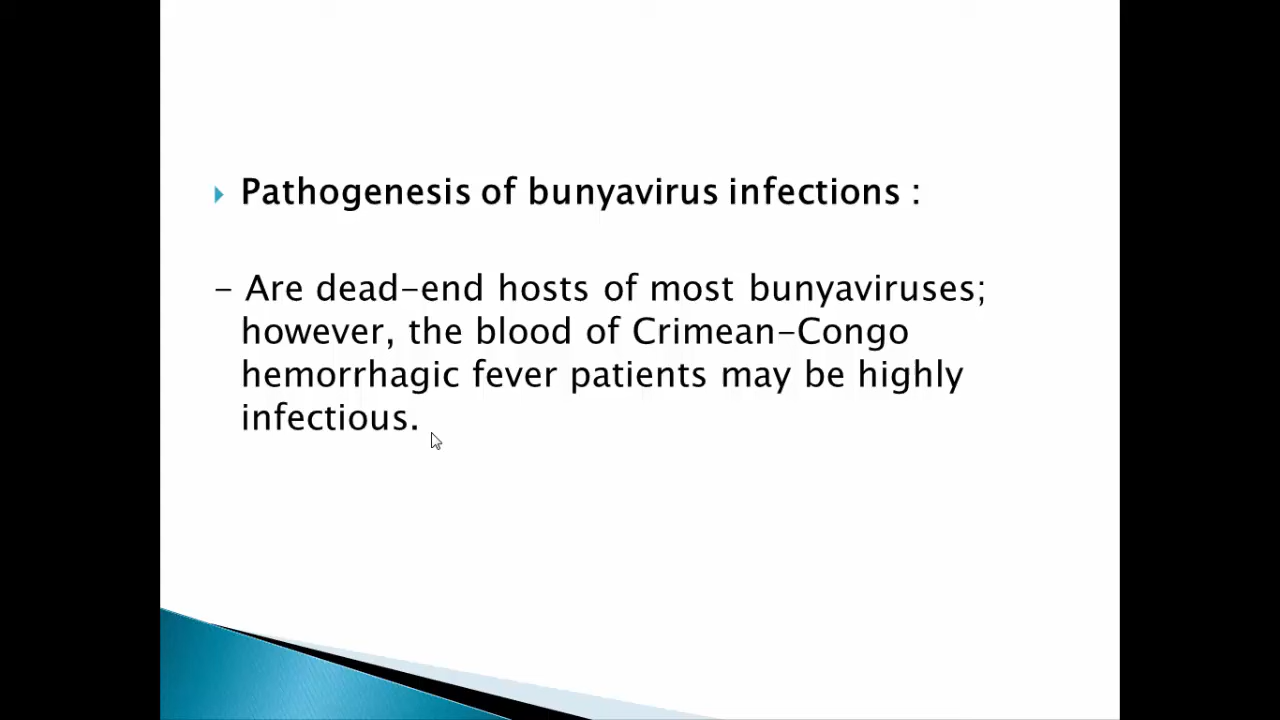 Pathogenesis of bunyavirus infections :
- Are dead-end hosts of most bunyaviruses;
however, the blood of Crimean-Congo
hemorrhagic fever patients may be highly
infectious.